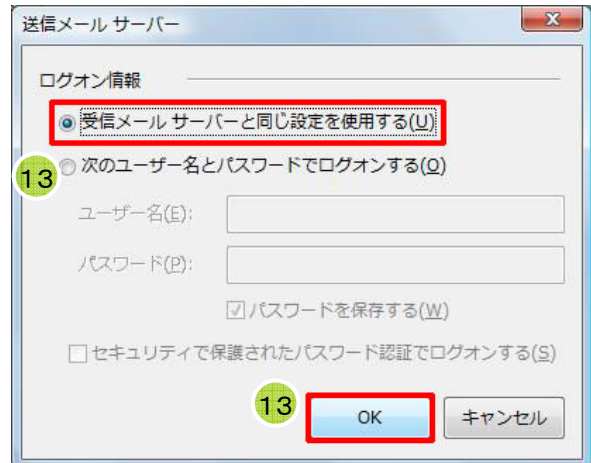 送信メール サーバー
ログオン情報
受信メール サーバーと同じ設定を使用する(U)
13
次のユーザー名とパスワードでログオンする(O)
ユーザー名(E):
パスワード(P):
パスワードを保存する(W)
セキュリティで保護されたパスワード認証でログオンする(S)
13
OK
キャンセル